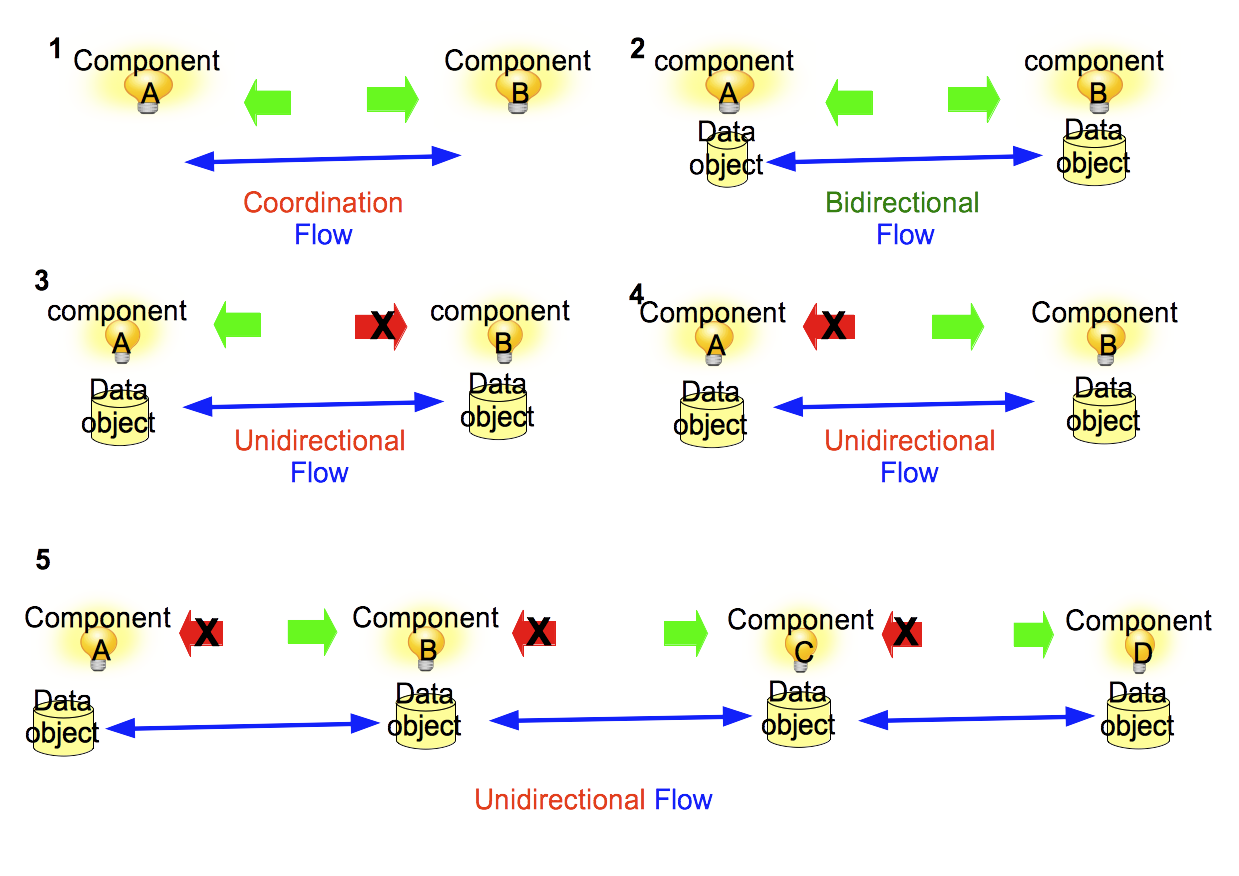 1
Component
A
Component
B
Coordination
Flow
2
component
A
Data
object
component
B
Data
object
Bidirectional
Flow
3
component
A
Data
object
X
component
B
Data
object
Unidirectional
Flow
4
Component
A
Data
object
X
Component
B
Data
object
Unidirectional
Flow
5
Component
A
Data
object
X
Component
B
Data
object
X
Component
C
Data
object
X
Component
D
Data
object
Unidirectional Flow